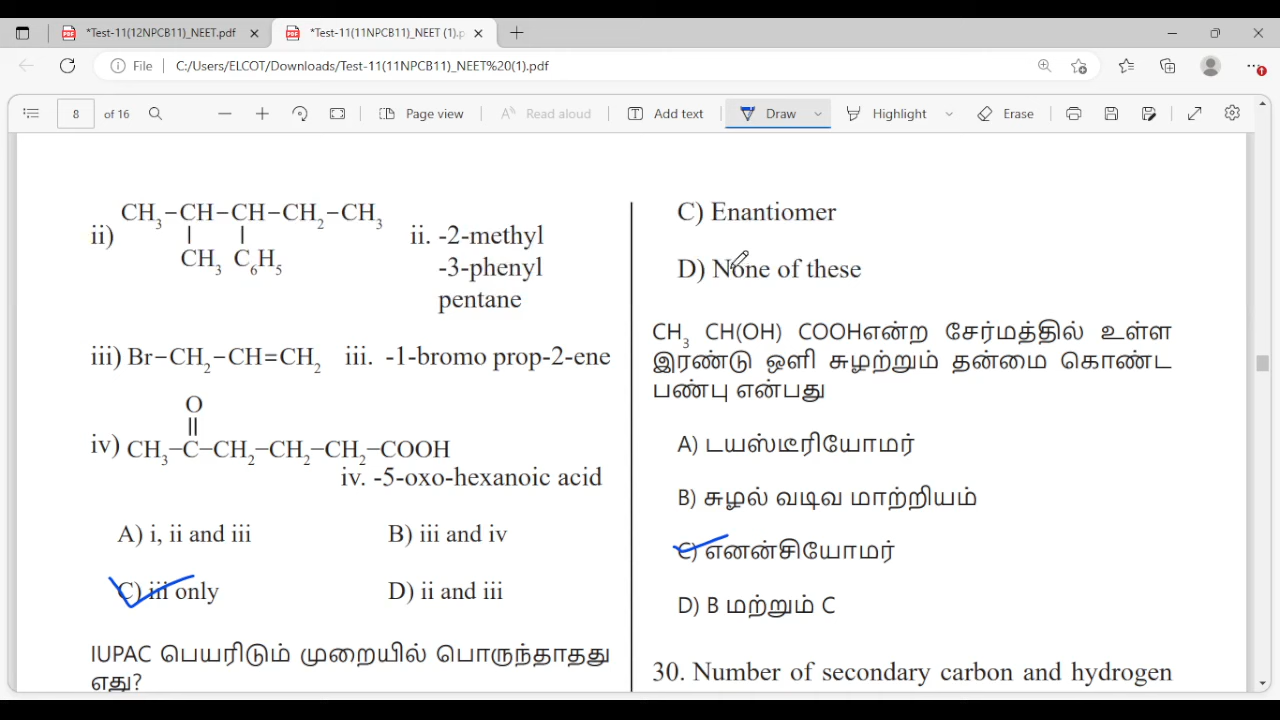 *Test-11(12NPCB11)_NEET.pdf
*Test-11(11NPCB11)_NEET (1).p
File
C:/Users/ELCOT/Downloads/Test-11(11NPCB11)_NEET%20(1).pdf
8 of 16
Page view
Read aloud
Add text
Draw
Highlight
Erase
ii) CH3–CH–CH–CH2–CH3
CH3 C6H5
ii. -2-methyl
-3-phenyl
pentane
iii) Br–CH2–CH=CH2 iii. -1-bromo prop-2-ene
O
iv) CH3–C–CH2–CH2–CH2–COOH
iv. -5-oxo-hexanoic acid
A) i, ii and iii B) iii and iv
C) iii only D) ii and iii
IUPAC பெயரிடும் முறையில் பொருந்தாதது
எது?
C) Enantiomer
D) None of these
CH3 CH(OH) COOHஎன்ற சேர்மத்தில் உள்ள
இரண்டு ஒளி சுழற்றும் தன்மை கொண்ட
பண்பு என்பது
A) டயஸ்டீரியோமர்
B) சுழல் வடிவ மாற்றியம்
C) எனன்சியோமர்
D) B மற்றும் C
30. Number of secondary carbon and hydrogen